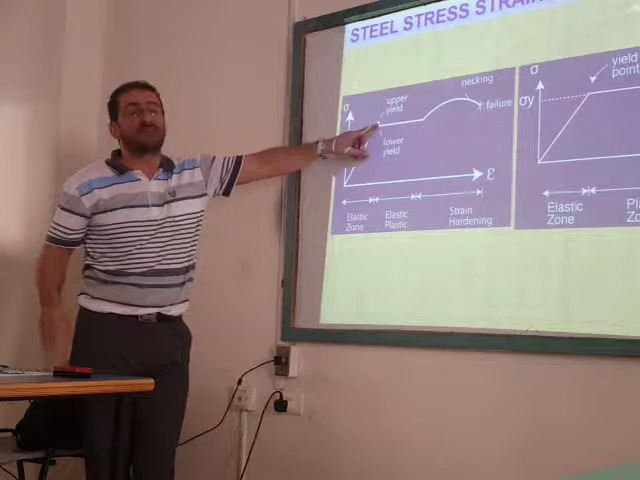 STEEL STRESS STRAIN
σ
upper
yield
lower
yield
necking
failure
ε
Elastic
Zone
Elastic
Plastic
Strain
Hardening
σ
σy
yield
point
Elastic
Zone